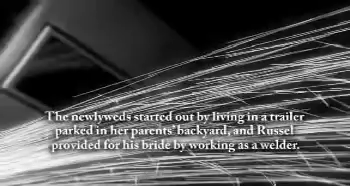 The newlyweds started out by living in a trailer
parked in her parents' backyard, and Russel
provided for his bride by working as a welder.